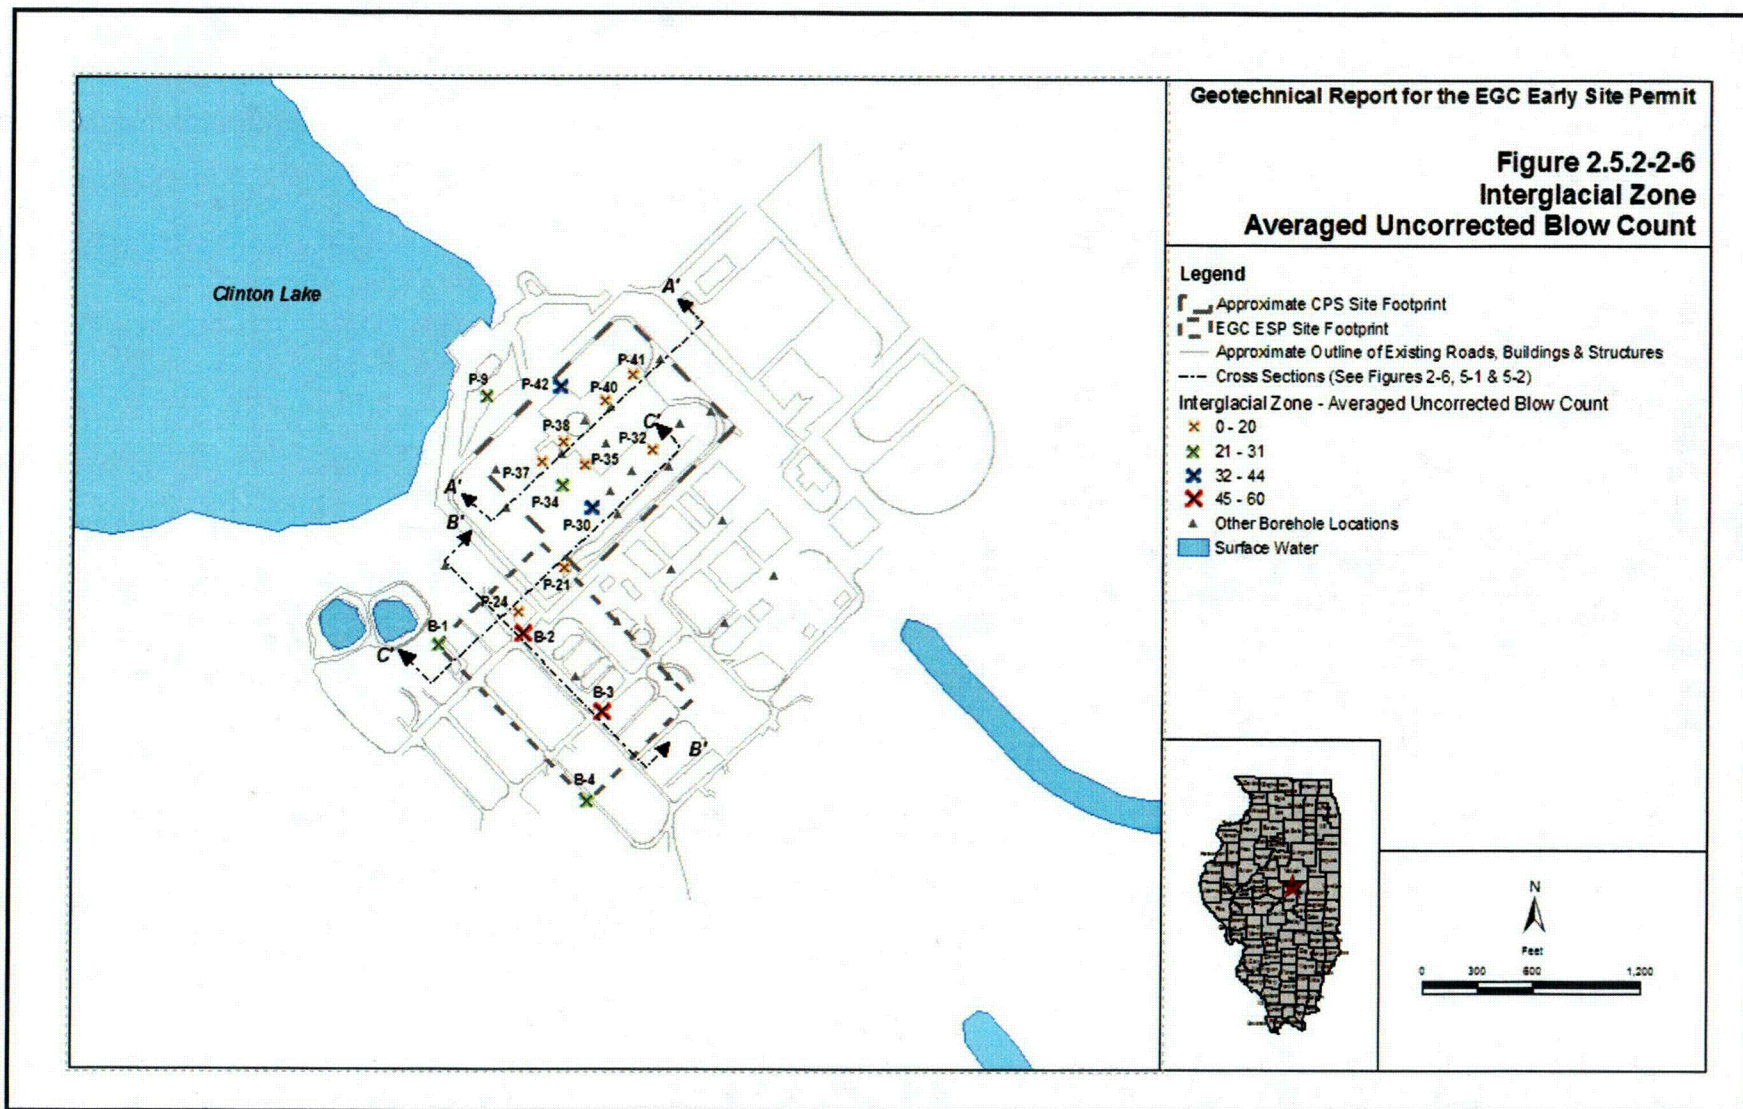 Geotechnical Report for the EGC Early Site Permit
Figure 2.5.2-2-6
Interglacial Zone
Averaged Uncorrected Blow Count
Legend
Approximate CPS Site Footprint
EGC ESP Site Footprint
Approximate Outline of Existing Roads, Buildings & Structures
Cross Sections (See Figures 2-6, 5-1 & 5-2)
Interglacial Zone - Averaged Uncorrected Blow Count
0 - 20
21 - 31
32 - 44
45 - 60
Other Borehole Locations
Surface Water
Clinton Lake
A'
P-41
P-9
P-42
P-40
P-38
C'
P-32
P-37
P-35
A'
P-34
B'
P-30
P-21
P-24
B-1
B-2
C'
B-3
B'
B-4
N
Feet
0 300 600 1,200